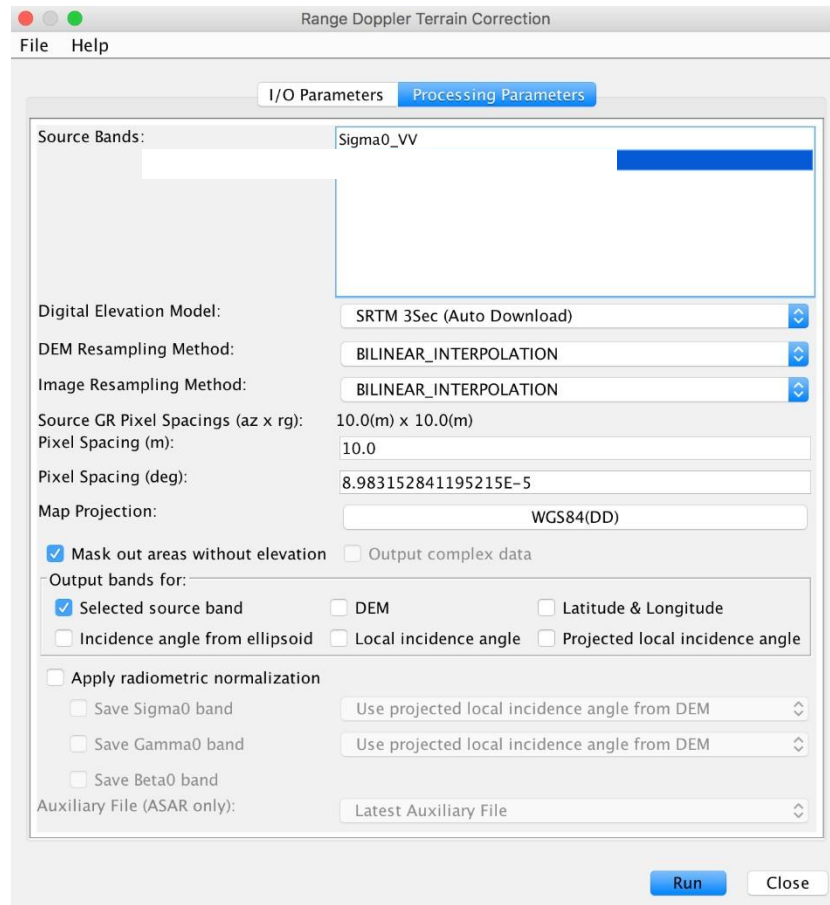 Range Doppler Terrain Correction
File Help
I/O Parameters Processing Parameters
Source Bands: Sigma0_VV
Digital Elevation Model: SRTM 3Sec (Auto Download)
DEM Resampling Method: BILINEAR_INTERPOLATION
Image Resampling Method: BILINEAR_INTERPOLATION
Source GR Pixel Spacings (az x rg): 10.0(m) x 10.0(m)
Pixel Spacing (m): 10.0
Pixel Spacing (deg): 8.983152841195215E-5
Map Projection: WGS84(DD)
Mask out areas without elevation Output complex data
Output bands for:
Selected source band DEM Latitude & Longitude
Incidence angle from ellipsoid Local incidence angle Projected local incidence angle
Apply radiometric normalization
Save Sigma0 band Use projected local incidence angle from DEM
Save Gamma0 band Use projected local incidence angle from DEM
Save Beta0 band
Auxiliary File (ASAR only): Latest Auxiliary File
Run Close